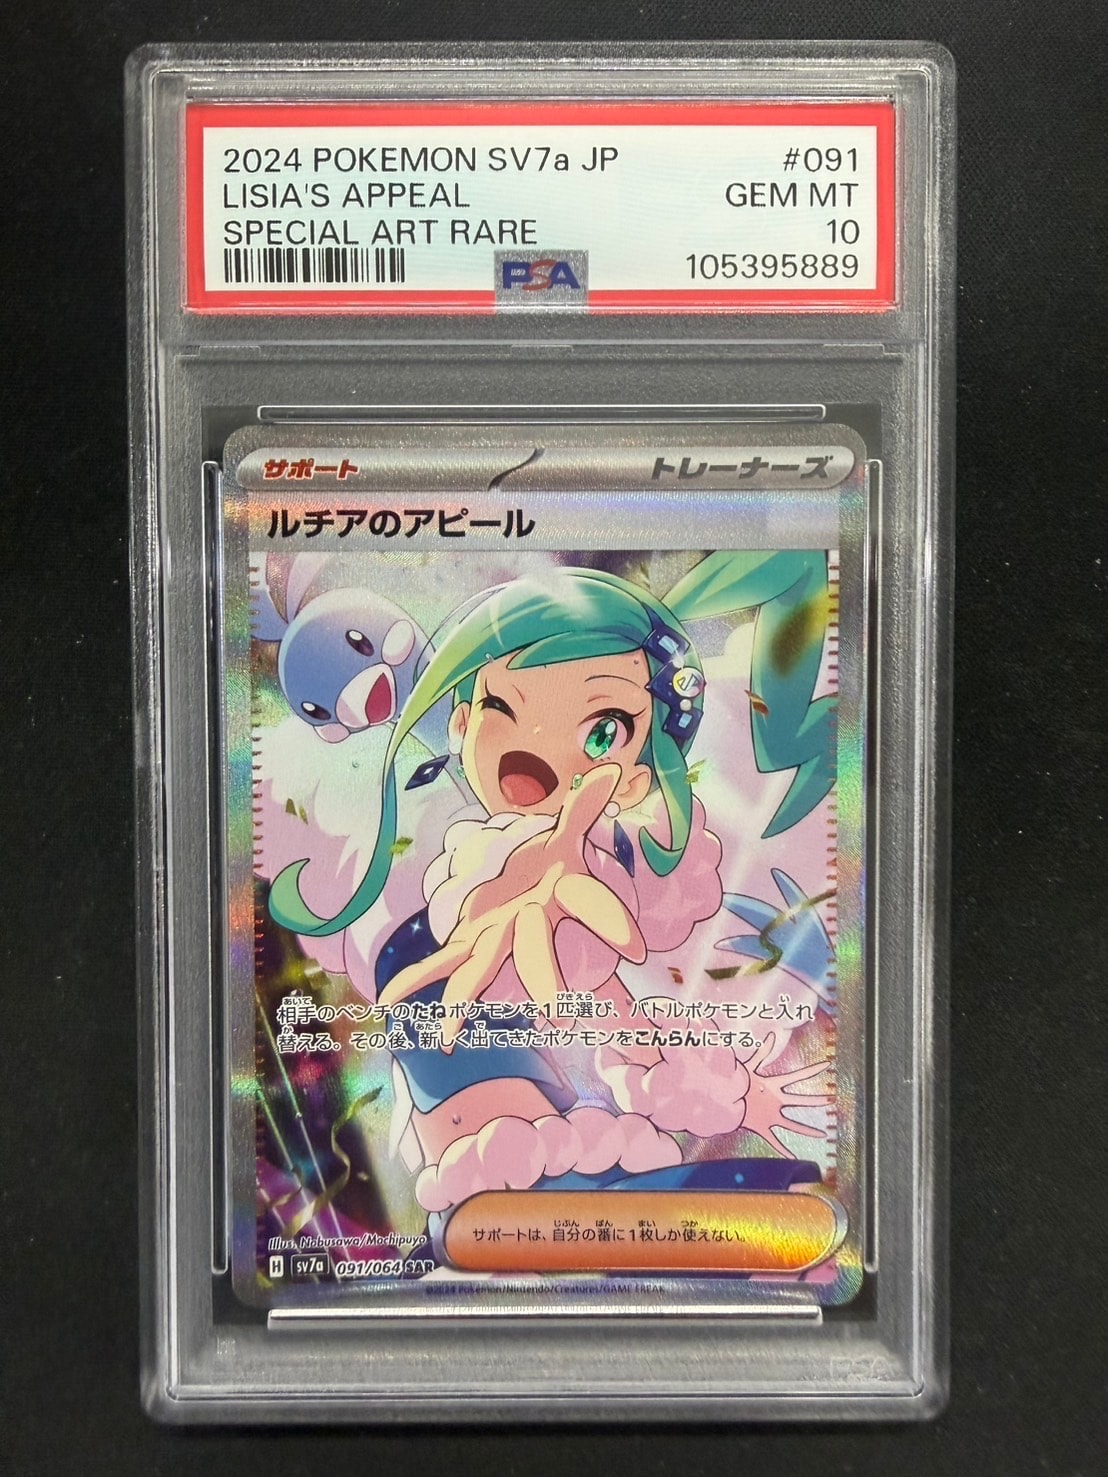 2024 POKEMON SV7a JP #091
LISIA'S APPEAL GEM MT
SPECIAL ART RARE 10
PSA 105395889
サポート トレーナーズ
ルチアのアピール
相手のベンチのたねポケモンを1匹選び、バトルポケモンと入れ
替える。その後、新しく出てきたポケモンをこんらんにする。
サポートは、自分の番に1枚しか使えない。
Illus. Nobusawa/Mochipuyo
H sv7a 091/064 SAR
©2024 Pokémon/Nintendo/Creatures/GAME FREAK